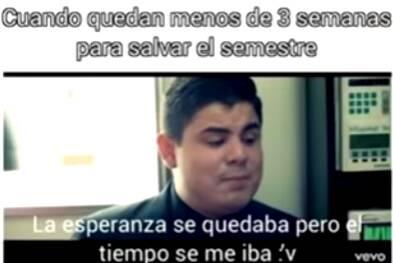 Cuando quedan menos de 3 semanas
para salvar el semestre
La esperanza se quedaba pero el
tiempo se me iba :'v
vevo